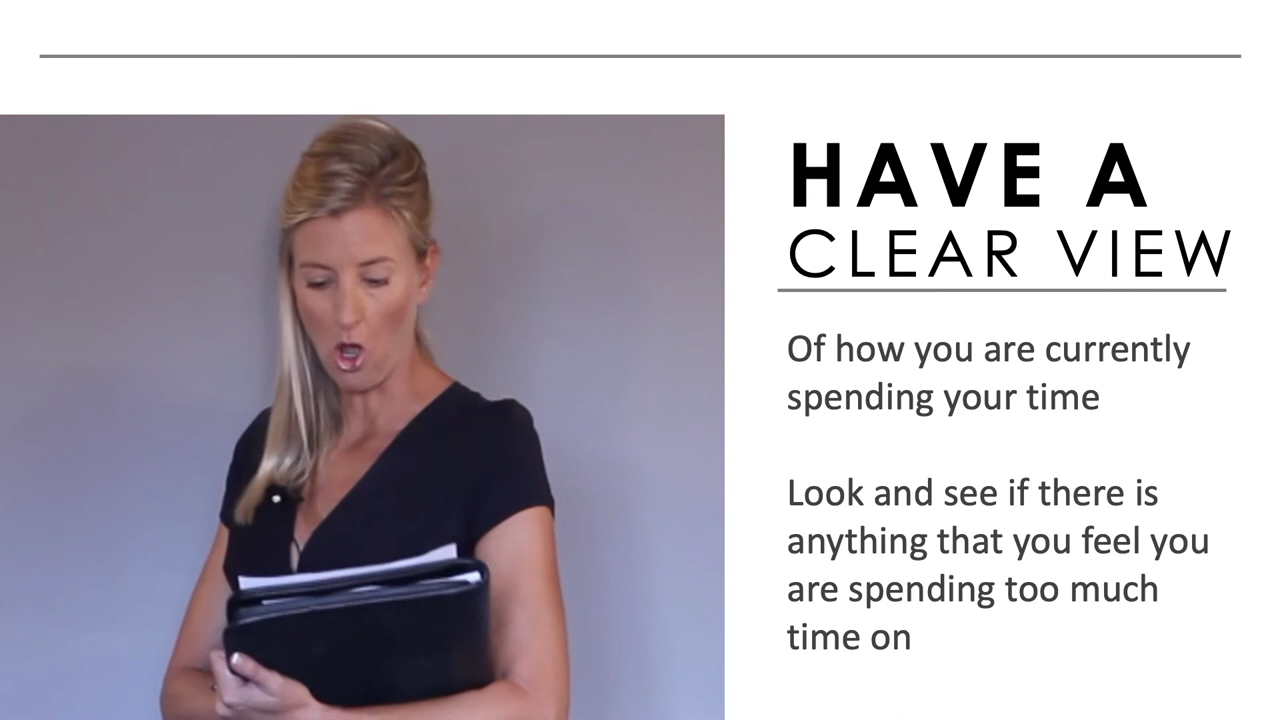 HAVE A
CLEAR VIEW
Of how you are currently
spending your time
Look and see if there is
anything that you feel you
are spending too much
time on